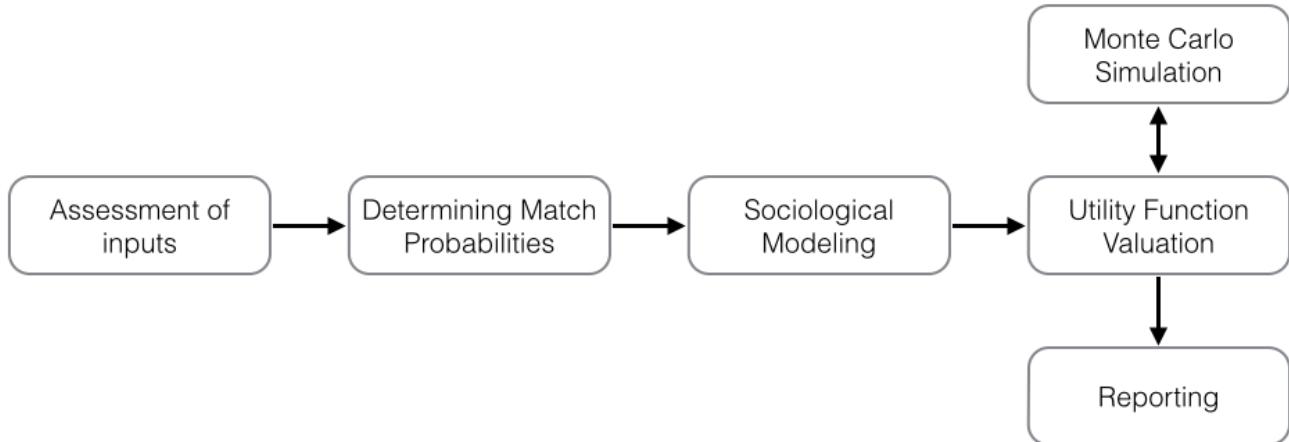 Monte Carlo
Simulation
Assessment of
inputs
Determining Match
Probabilities
Sociological
Modeling
Utility Function
Valuation
Reporting